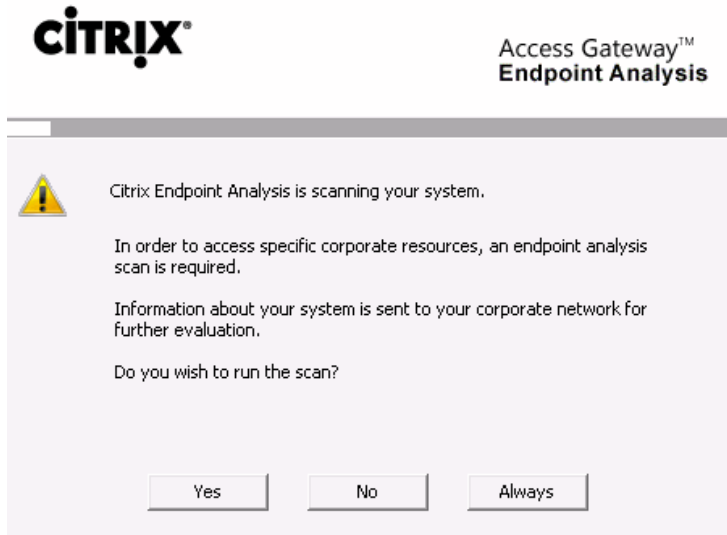 CİTRIX®
Access Gateway™
Endpoint Analysis
Citrix Endpoint Analysis is scanning your system.
In order to access specific corporate resources, an endpoint analysis
scan is required.
Information about your system is sent to your corporate network for
further evaluation.
Do you wish to run the scan?
Yes No Always